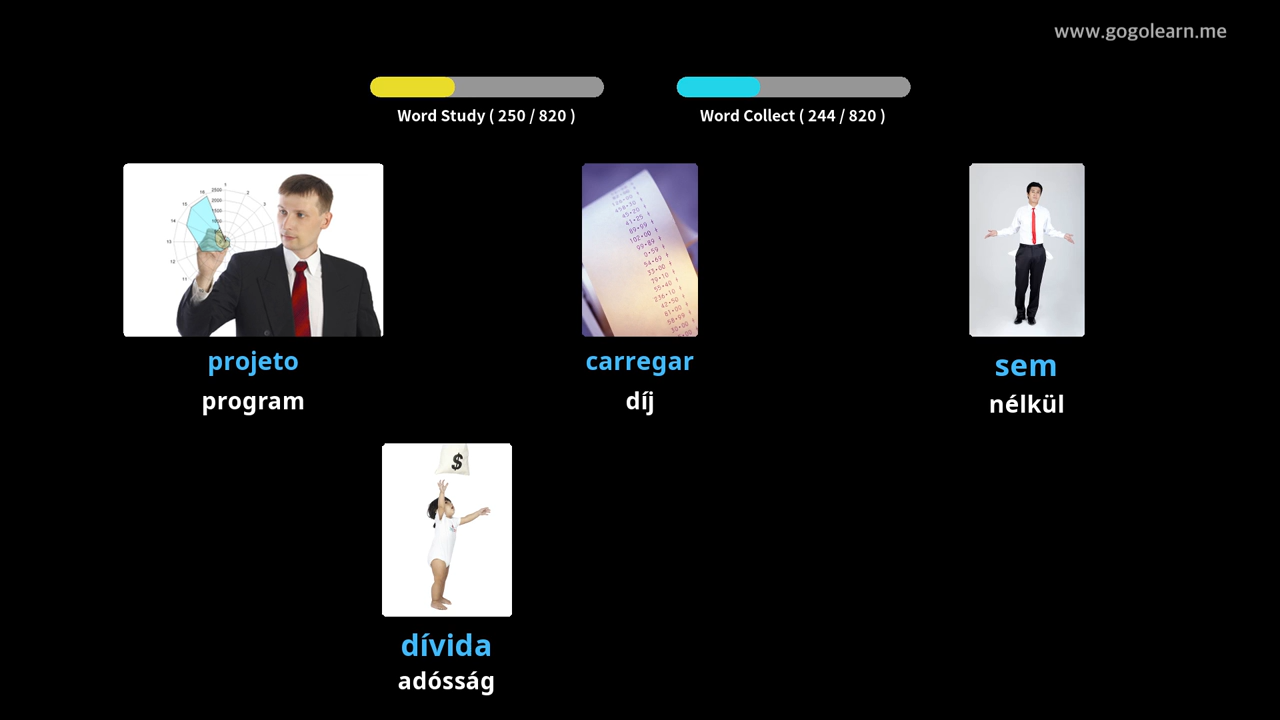 www.gogolearn.me
Word Study ( 250 / 820 )
Word Collect ( 244 / 820 )
projeto
program
carregar
díj
sem
nélkül
$
dívida
adósság